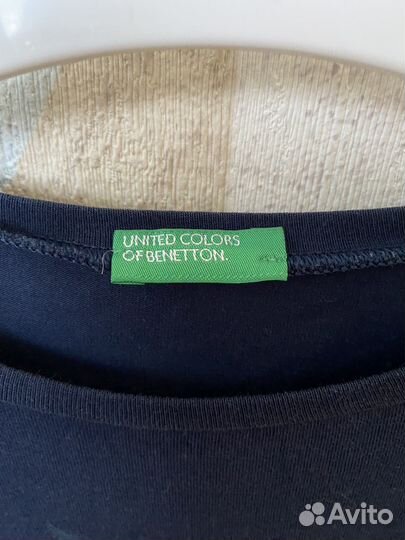 UNITED COLORS
OF BENETTON.
Avito